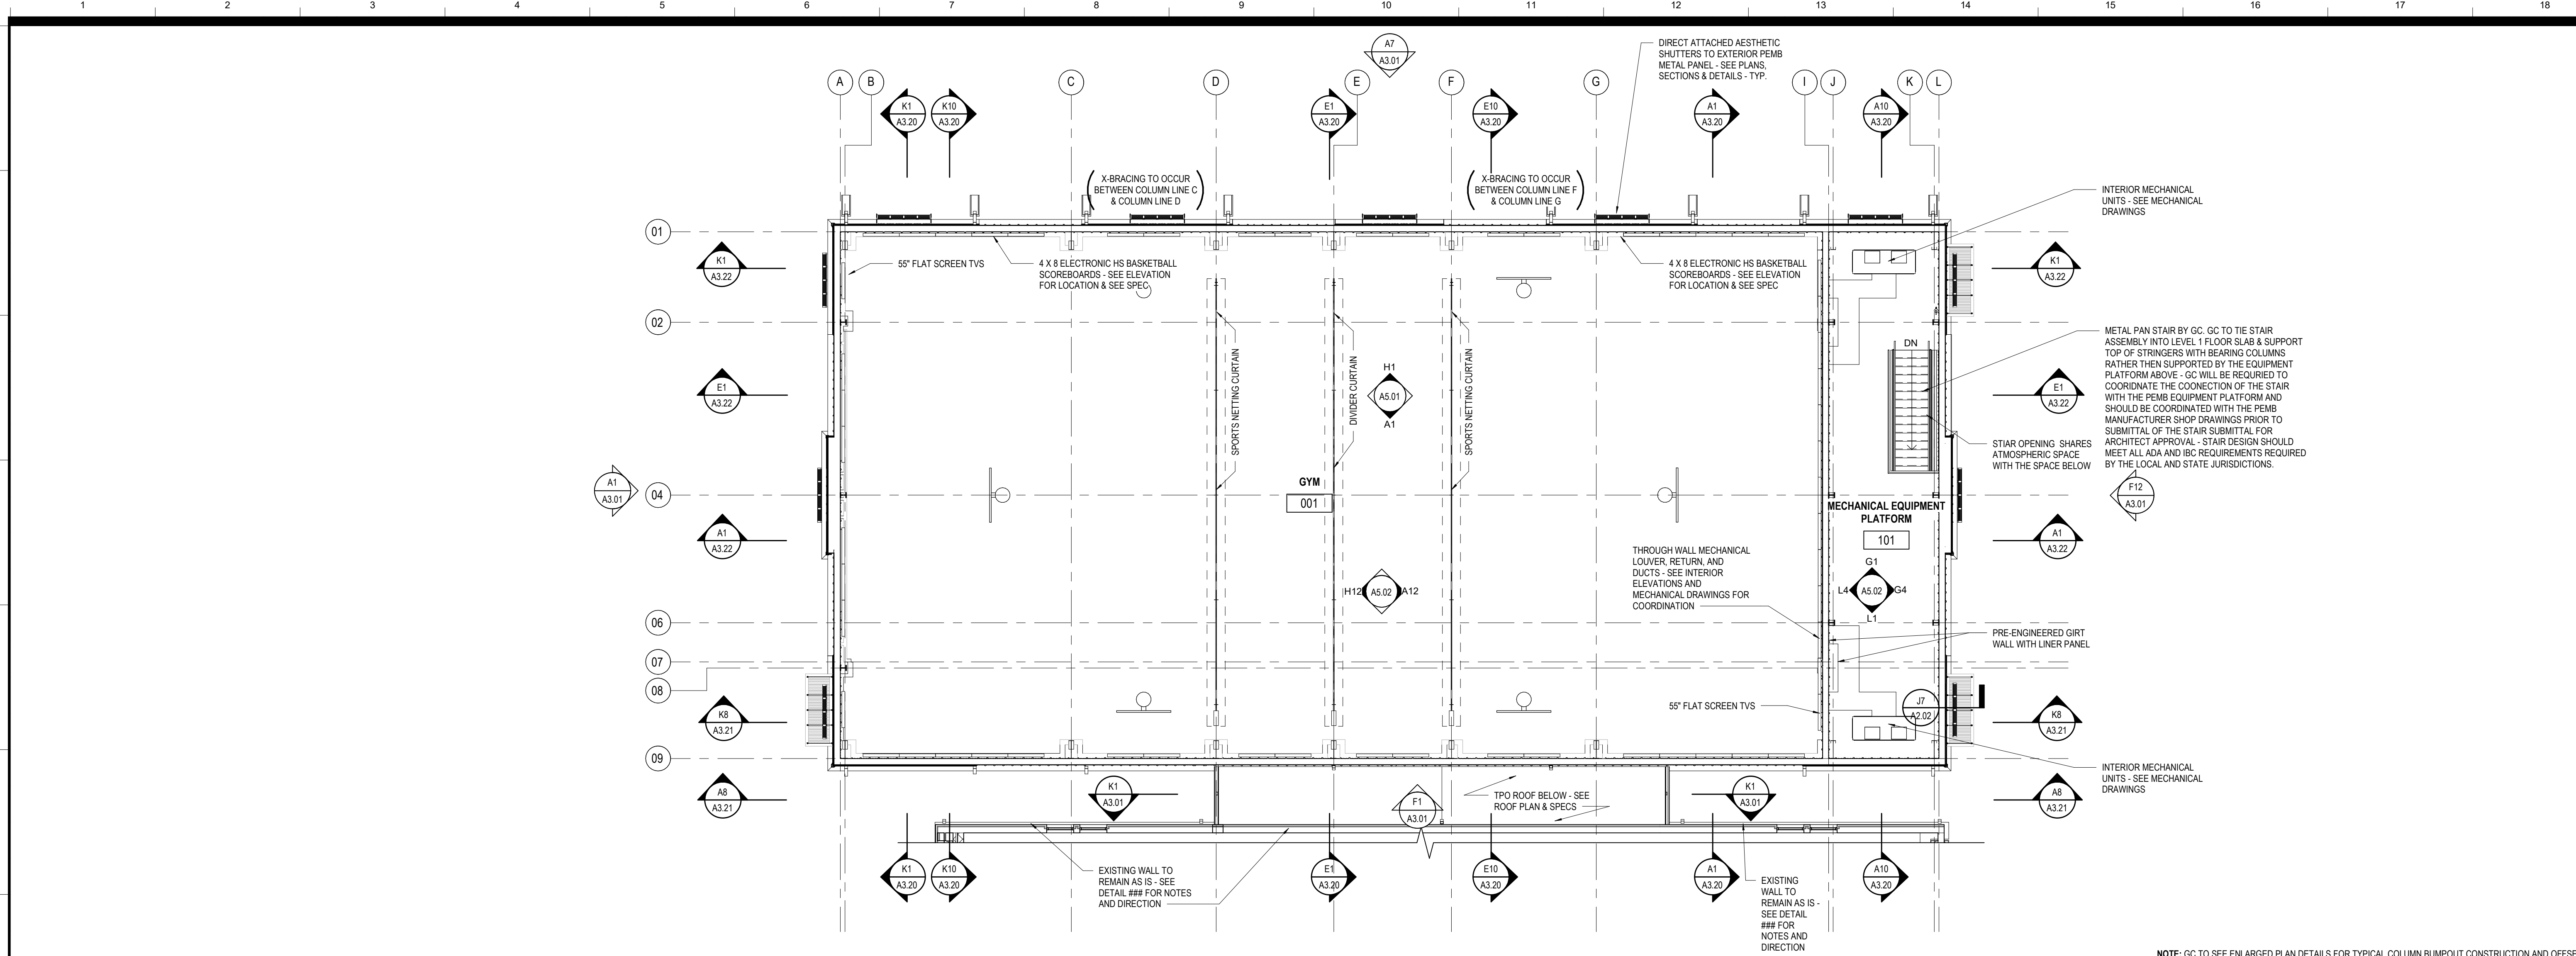 1 2 3 4 5 6 7 8 9 10 11 12 13 14 15 16 17 18
A7
A3.01
DIRECT ATTACHED AESTHETIC
SHUTTERS TO EXTERIOR PEMB
METAL PANEL - SEE PLANS,
SECTIONS & DETAILS - TYP.
A B C D E F G I J K L
K1
A3.20
K10
A3.20
E1
A3.20
E10
A3.20
A1
A3.20
A10
A3.20
X-BRACING TO OCCUR
BETWEEN COLUMN LINE C
& COLUMN LINE D
X-BRACING TO OCCUR
BETWEEN COLUMN LINE F
& COLUMN LINE G
INTERIOR MECHANICAL
UNITS - SEE MECHANICAL
DRAWINGS
01
K1
A3.22
55" FLAT SCREEN TVS
4 X 8 ELECTRONIC HS BASKETBALL
SCOREBOARDS - SEE ELEVATION
FOR LOCATION & SEE SPEC
4 X 8 ELECTRONIC HS BASKETBALL
SCOREBOARDS - SEE ELEVATION
FOR LOCATION & SEE SPEC
K1
A3.22
02
DN
METAL PAN STAIR BY GC. GC TO TIE STAIR
ASSEMBLY INTO LEVEL 1 FLOOR SLAB & SUPPORT
TOP OF STRINGERS WITH BEARING COLUMNS
RATHER THEN SUPPORTED BY THE EQUIPMENT
PLATFORM ABOVE - GC WILL BE REQURIED TO
COORIDNATE THE COONECTION OF THE STAIR
WITH THE PEMB EQUIPMENT PLATFORM AND
SHOULD BE COORDINATED WITH THE PEMB
MANUFACTURER SHOP DRAWINGS PRIOR TO
SUBMITTAL OF THE STAIR SUBMITTAL FOR
ARCHITECT APPROVAL - STAIR DESIGN SHOULD
MEET ALL ADA AND IBC REQUIREMENTS REQUIRED
BY THE LOCAL AND STATE JURISDICTIONS.
E1
A3.22
SPORTS NETTING CURTAIN
DIVIDER CURTAIN
SPORTS NETTING CURTAIN
H1
A5.01
A1
E1
A3.22
STIAR OPENING SHARES
ATMOSPHERIC SPACE
WITH THE SPACE BELOW
A1
A3.01
04
GYM
001
MECHANICAL EQUIPMENT
PLATFORM
101
F12
A3.01
A1
A3.22
A1
A3.22
THROUGH WALL MECHANICAL
LOUVER, RETURN, AND
DUCTS - SEE INTERIOR
ELEVATIONS AND
MECHANICAL DRAWINGS FOR
COORDINATION
H12 A5.02 A12
G1
L4 A5.02 G4
L1
06
PRE-ENGINEERED GIRT
WALL WITH LINER PANEL
07
08
K8
A3.21
55" FLAT SCREEN TVS
J7
A2.02
K8
A3.21
09
INTERIOR MECHANICAL
UNITS - SEE MECHANICAL
DRAWINGS
A8
A3.21
K1
A3.01
F1
A3.01
TPO ROOF BELOW - SEE
ROOF PLAN & SPECS
K1
A3.01
A8
A3.21
EXISTING WALL TO
REMAIN AS IS - SEE
DETAIL ### FOR NOTES
AND DIRECTION
K1
A3.20
K10
A3.20
E1
A3.20
E10
A3.20
A1
A3.20
EXISTING
WALL TO
REMAIN AS IS -
SEE DETAIL
### FOR
NOTES AND
DIRECTION
A10
A3.20
NOTE: GC TO SEE ENLARGED PLAN DETAILS FOR TYPICAL COLUMN BUMPOUT CONSTRUCTION AND